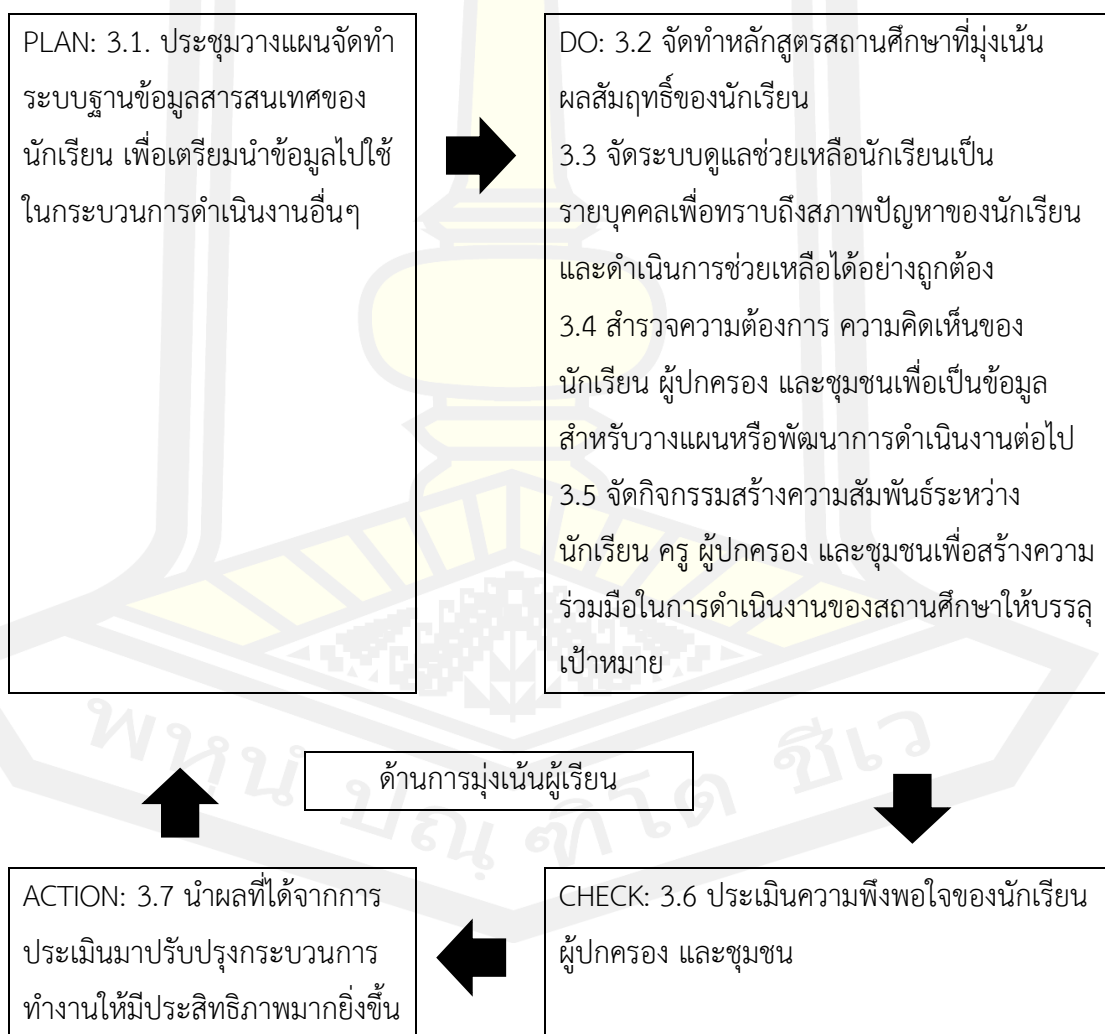 PLAN: 3.1. ประชุมวางแผนจัดทำ
ระบบฐานข้อมูลสารสนเทศของ
นักเรียน เพื่อเตรียมนำข้อมูลไปใช้
ในกระบวนการดำเนินงานอื่นๆ
DO: 3.2 จัดทำหลักสูตรสถานศึกษาที่มุ่งเน้น
ผลสัมฤทธิ์ของนักเรียน
3.3 จัดระบบดูแลช่วยเหลือนักเรียนเป็น
รายบุคคลเพื่อทราบถึงสภาพปัญหาของนักเรียน
และดำเนินการช่วยเหลือได้อย่างถูกต้อง
3.4 สำรวจความต้องการ ความคิดเห็นของ
นักเรียน ผู้ปกครอง และชุมชนเพื่อเป็นข้อมูล
สำหรับวางแผนหรือพัฒนาการดำเนินงานต่อไป
3.5 จัดกิจกรรมสร้างความสัมพันธ์ระหว่าง
นักเรียน ครู ผู้ปกครอง และชุมชนเพื่อสร้างความ
ร่วมมือในการดำเนินงานของสถานศึกษาให้บรรลุ
เป้าหมาย
ด้านการมุ่งเน้นผู้เรียน
พหูนํ ปณฺฑิโต ชีเว
ACTION: 3.7 นำผลที่ได้จากการ
ประเมินมาปรับปรุงกระบวนการ
ทำงานให้มีประสิทธิภาพมากยิ่งขึ้น
CHECK: 3.6 ประเมินความพึงพอใจของนักเรียน
ผู้ปกครอง และชุมชน